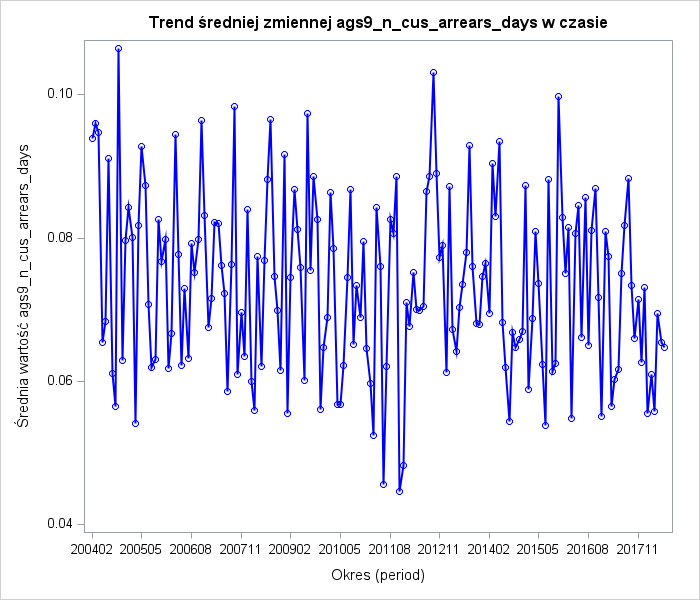 Trend średniej zmiennej ags9_n_cus_arrears_days w czasie
Średnia wartość ags9_n_cus_arrears_days
0.10
0.08
0.06
0.04
200402 200505 200608 200711 200902 201005 201108 201211 201402 201505 201608 201711
Okres (period)